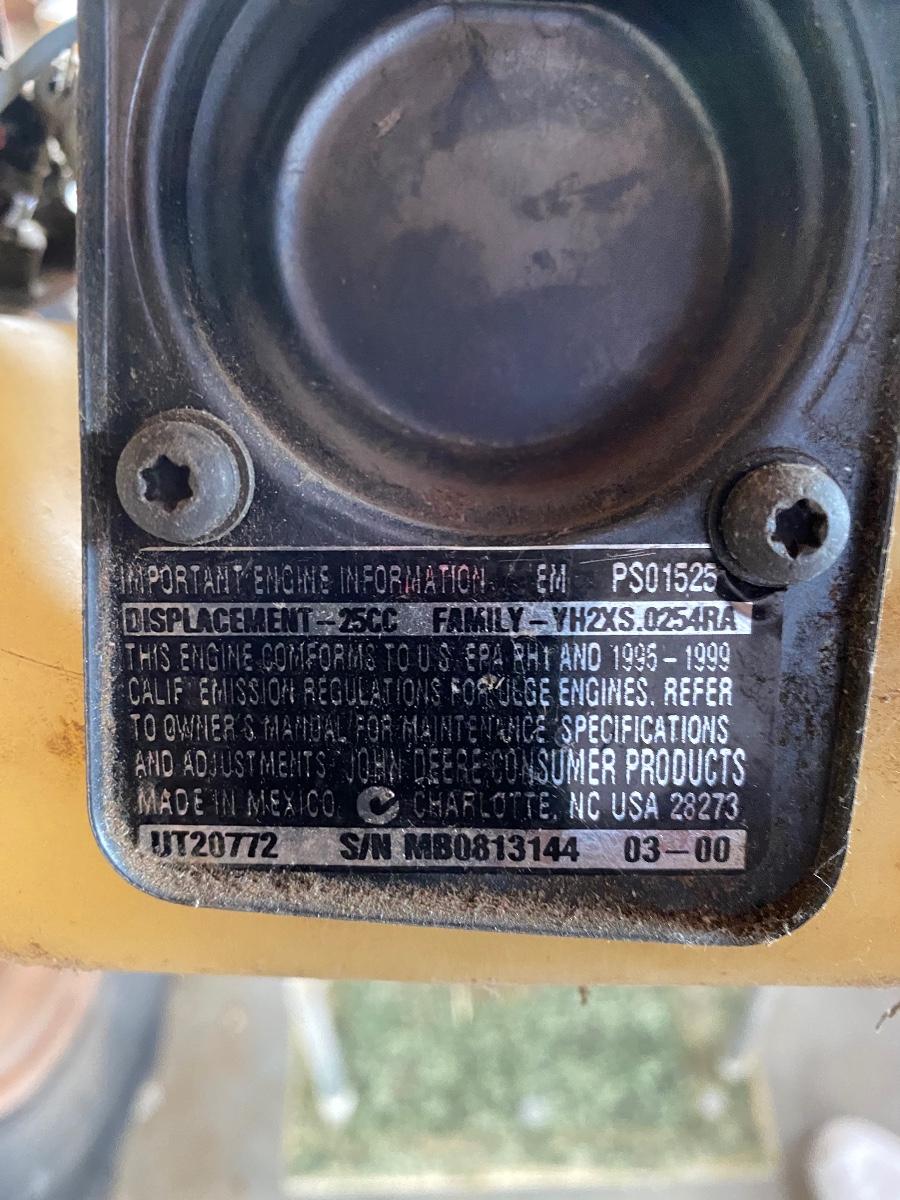 IMPORTANT ENGINE INFORMATION EM PS01525
DISPLACEMENT-25CC FAMILY-YH2XS.0254RA
THIS ENGINE COMFORMS TO U.S. EPA RH1 AND 1995-1999
CALIF EMISSION REGULATIONS FOR ULGE ENGINES. REFER
TO OWNER'S MANUAL FOR MAINTENANCE SPECIFICATIONS
AND ADJUSTMENTS JOHN DEERE CONSUMER PRODUCTS
MADE IN MEXICO CHARLOTTE, NC USA 28273
UT20772 S/N MB0813144 03-00